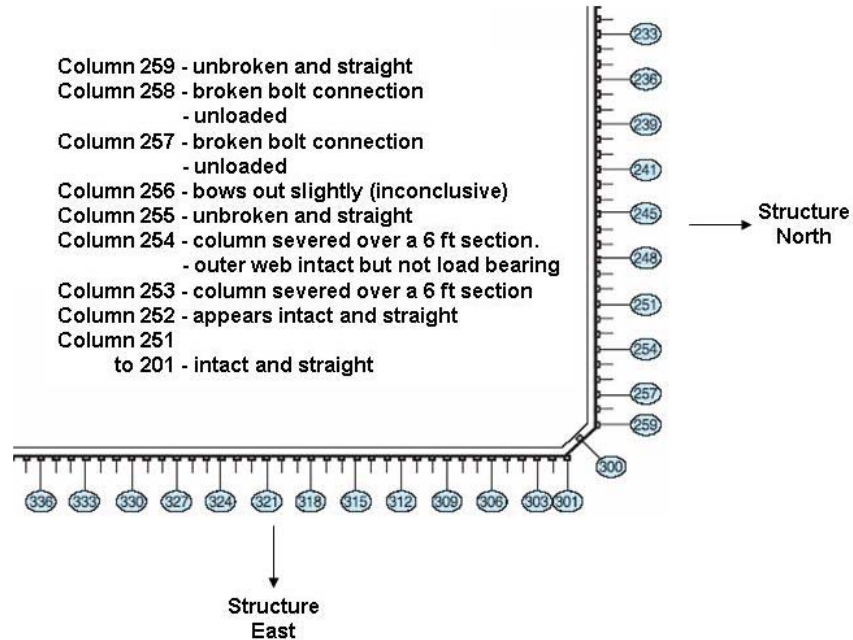 Column 259 - unbroken and straight
Column 258 - broken bolt connection
- unloaded
Column 257 - broken bolt connection
- unloaded
Column 256 - bows out slightly (inconclusive)
Column 255 - unbroken and straight
Column 254 - column severed over a 6 ft section.
- outer web intact but not load bearing
Column 253 - column severed over a 6 ft section
Column 252 - appears intact and straight
Column 251
to 201 - intact and straight
233
236
239
241
245
248
251
254
257
259
300
Structure
North
336
333
330
327
324
321
318
315
312
309
306
303
301
Structure
East